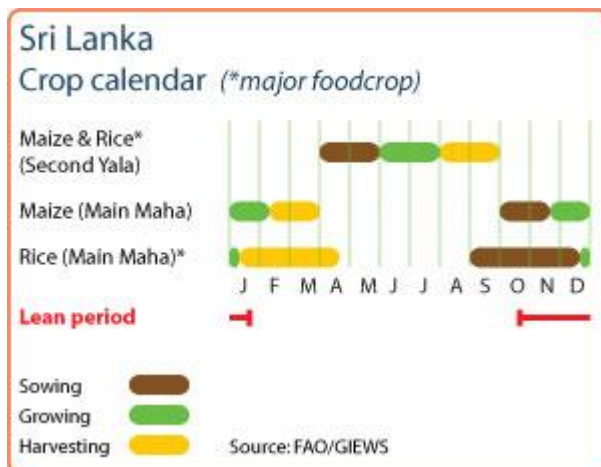 Sri Lanka
Crop calendar (*major foodcrop)
Maize & Rice*
(Second Yala)
Maize (Main Maha)
Rice (Main Maha)*
J F M A M J J A S O N D
Lean period
Sowing
Growing
Harvesting
Source: FAO/GIEWS